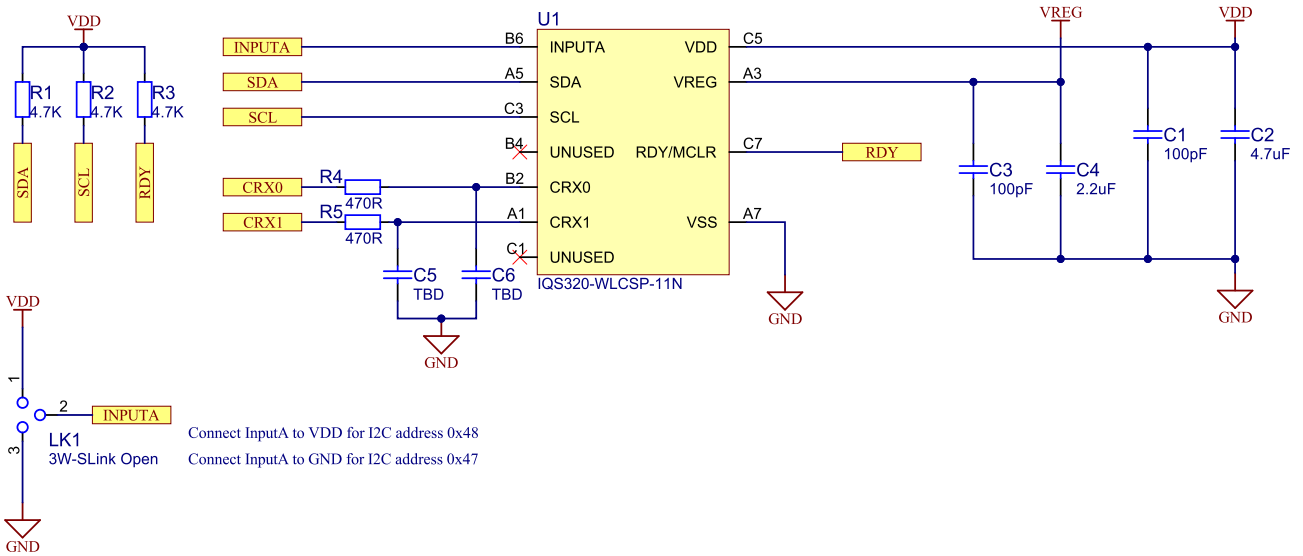 VDD
R1
4.7K
R2
4.7K
R3
4.7K
SDA
SCL
RDY
INPUTA
SDA
SCL
CRX0
CRX1
R4
470R
R5
470R
C5
TBD
C6
TBD
GND
U1
B6
A5
C3
B4
B2
A1
C1
INPUTA
SDA
SCL
UNUSED
CRX0
CRX1
UNUSED
VDD
VREG
RDY/MCLR
VSS
C5
A3
C7
A7
IQS320-WLCSP-11N
RDY
GND
VREG
VDD
C3
100pF
C4
2.2uF
C1
100pF
C2
4.7uF
GND
VDD
1
2
3
INPUTA
LK1
3W-SLink Open
GND
Connect InputA to VDD for I2C address 0x48
Connect InputA to GND for I2C address 0x47